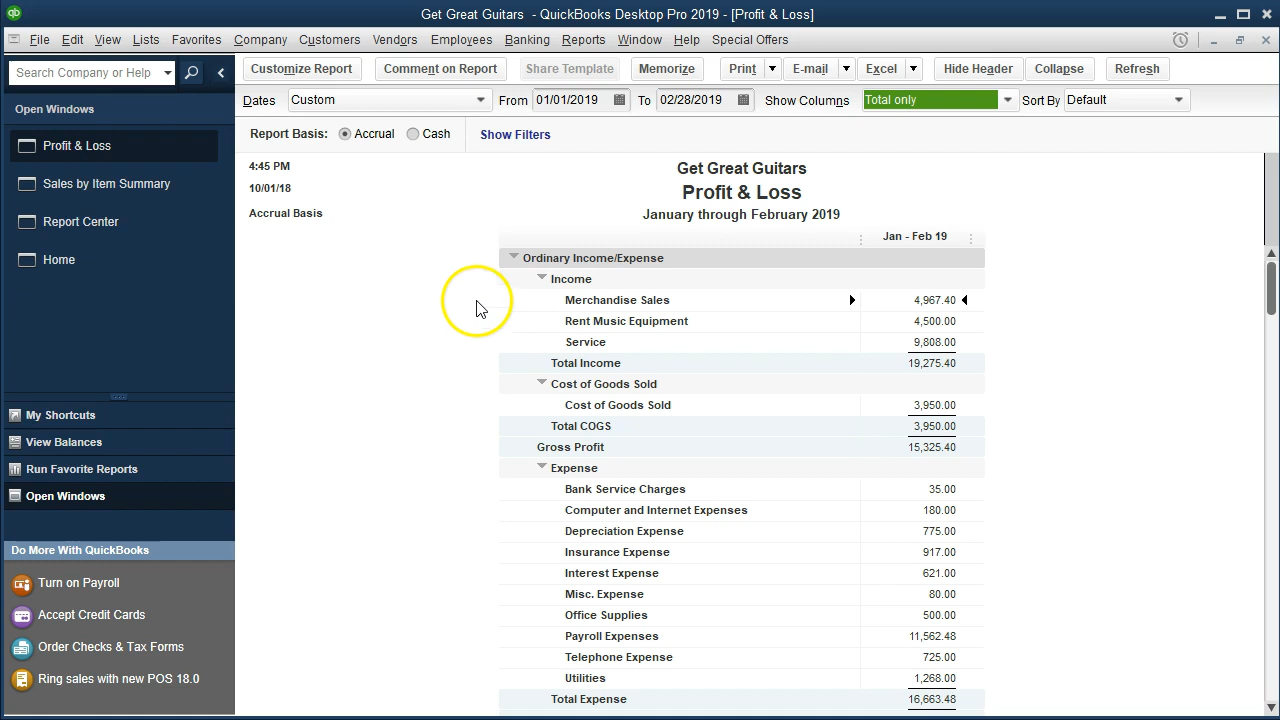 Get Great Guitars - QuickBooks Desktop Pro 2019 - [Profit & Loss]
File Edit View Lists Favorites Company Customers Vendors Employees Banking Reports Window Help Special Offers
Search Company or Help
Customize Report Comment on Report Share Template Memorize Print E-mail Excel Hide Header Collapse Refresh
Dates Custom From 01/01/2019 To 02/28/2019 Show Columns Total only Sort By Default
Report Basis: Accrual Cash Show Filters
Open Windows
Profit & Loss
Sales by Item Summary
Report Center
Home
My Shortcuts
View Balances
Run Favorite Reports
Open Windows
Do More With QuickBooks
Turn on Payroll
Accept Credit Cards
Order Checks & Tax Forms
Ring sales with new POS 18.0
4:45 PM
10/01/18
Accrual Basis
Get Great Guitars
Profit & Loss
January through February 2019
Jan - Feb 19
Ordinary Income/Expense
Income
Merchandise Sales 4,967.40
Rent Music Equipment 4,500.00
Service 9,808.00
Total Income 19,275.40
Cost of Goods Sold
Cost of Goods Sold 3,950.00
Total COGS 3,950.00
Gross Profit 15,325.40
Expense
Bank Service Charges 35.00
Computer and Internet Expenses 180.00
Depreciation Expense 775.00
Insurance Expense 917.00
Interest Expense 621.00
Misc. Expense 80.00
Office Supplies 500.00
Payroll Expenses 11,562.48
Telephone Expense 725.00
Utilities 1,268.00
Total Expense 16,663.48